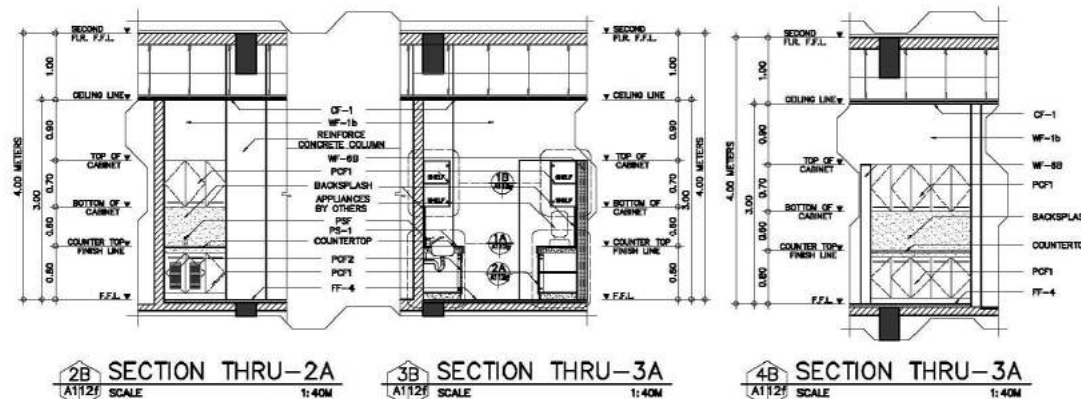 SECOND
FLR. F.F.L.
CEILING LINE
TOP OF
CABINET
BOTTOM OF
CABINET
COUNTER TOP
FINISH LINE
F.F.L.
4.00 METERS
3.00
1.00
0.90
0.70
0.60
0.80
CF-1
WF-1b
REINFORCE
CONCRETE COLUMN
WF-6B
PCF1
BACKSPLASH
APPLIANCES
BY OTHERS
PSF
PS-1
COUNTERTOP
PCF2
PCF1
FF-4
SHELF
SHELF
SHELF
SHELF
1B
1A
2A
SECOND
FLR. F.F.L.
CEILING LINE
TOP OF
CABINET
BOTTOM OF
CABINET
COUNTER TOP
FINISH LINE
F.F.L.
1.00
0.90
0.70
0.60
0.80
3.00
4.00 METERS
SECOND
FLR. F.F.L.
CEILING LINE
TOP OF
CABINET
BOTTOM OF
CABINET
COUNTER TOP
FINISH LINE
F.F.L.
4.00 METERS
3.00
1.00
0.90
0.70
0.60
0.80
CF-1
WF-1b
WF-6B
PCF1
BACKSPLAS
COUNTERTO
PCF1
FF-4
2B SECTION THRU-2A
A112f SCALE 1:40M
3B SECTION THRU-3A
A112f SCALE 1:40M
4B SECTION THRU-3A
A112f SCALE 1:40M